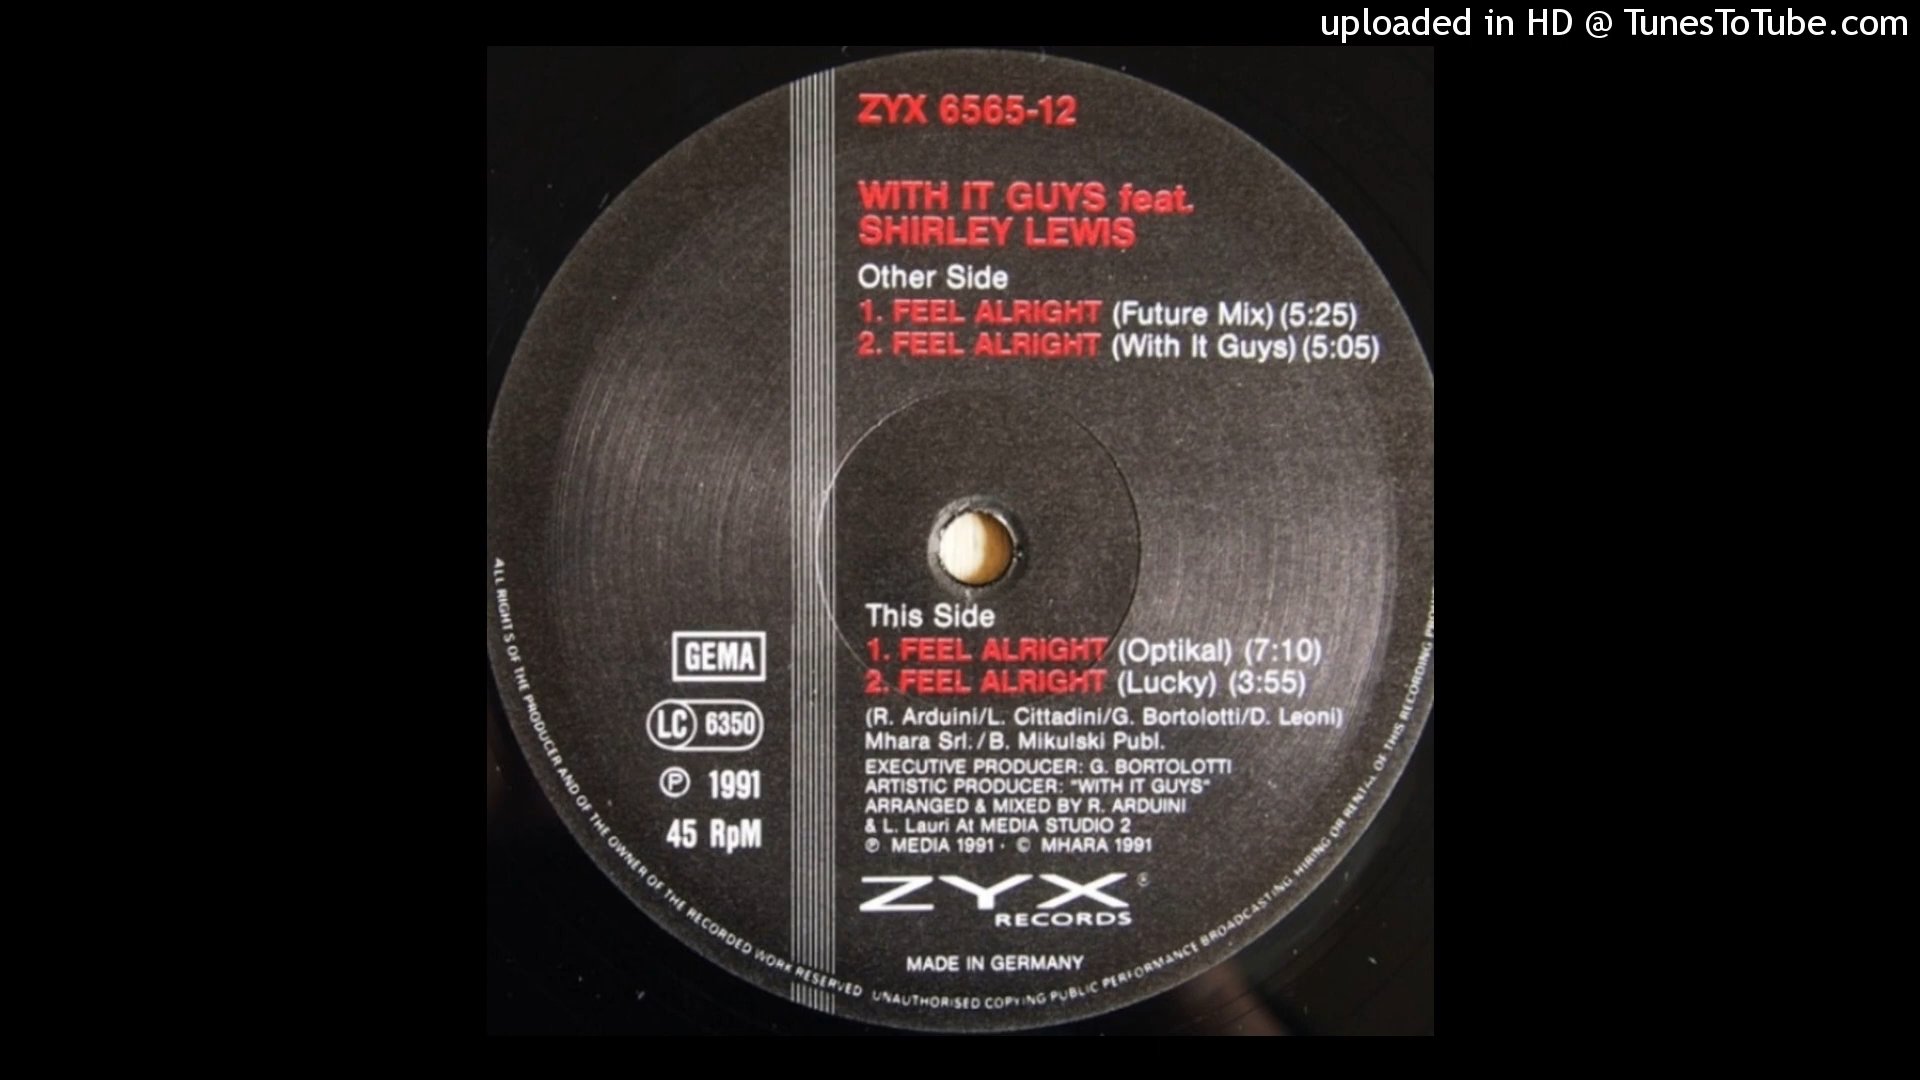 uploaded in HD @ TunesToTube.com
ZYX 6565-12
WITH IT GUYS feat.
SHIRLEY LEWIS
Other Side
1. FEEL ALRIGHT (Future Mix) (5:25)
2. FEEL ALRIGHT (With It Guys) (5:05)
This Side
1. FEEL ALRIGHT (Optikal) (7:10)
2. FEEL ALRIGHT (Lucky) (3:55)
(R. Arduini/L. Cittadini/G. Bortolotti/D. Leoni)
Mhara Srl. / B. Mikulski Publ.
EXECUTIVE PRODUCER: G. BORTOLOTTI
ARTISTIC PRODUCER: "WITH IT GUYS"
ARRANGED & MIXED BY R. ARDUINI
& L. Lauri At MEDIA STUDIO 2
℗ MEDIA 1991 · © MHARA 1991
GEMA
LC 6350
℗ 1991
45 RpM
ZYX ®
RECORDS
MADE IN GERMANY
ALL RIGHTS OF THE PRODUCER AND OF THE OWNER OF THE RECORDED WORK RESERVED UNAUTHORISED COPYING PUBLIC PERFORMANCE BROADCASTING HIRING OR RENTAL OF THIS RECORDING